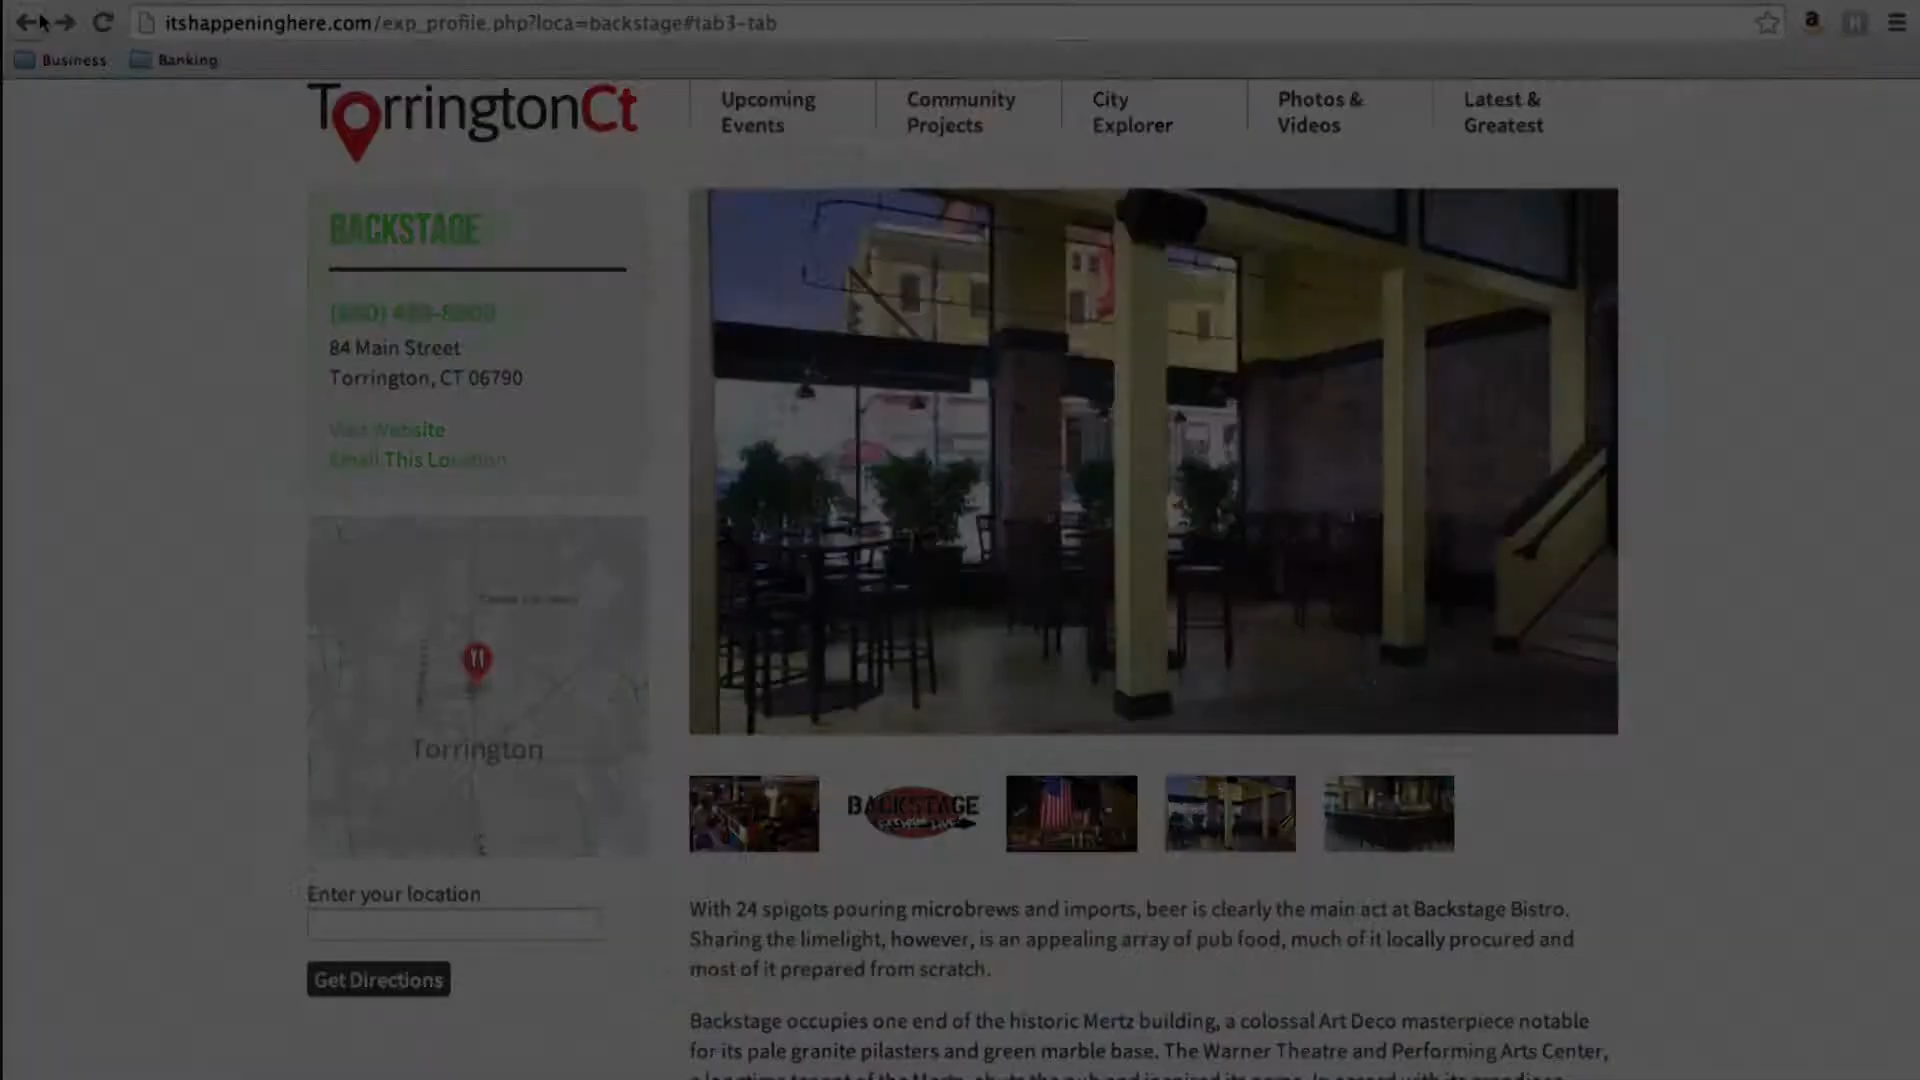 itshappeninghere.com/exp_profile.php?loca=backstage#tab3-tab
Business
Banking
TorringtonCt
Upcoming
Events
Community
Projects
City
Explorer
Photos &
Videos
Latest &
Greatest
BACKSTAGE
84 Main Street
Torrington, CT 06790
Visit Website
Email This Location
Torrington
BACKSTAGE
Enter your location
Get Directions
With 24 spigots pouring microbrews and imports, beer is clearly the main act at Backstage Bistro.
Sharing the limelight, however, is an appealing array of pub food, much of it locally procured and
most of it prepared from scratch.
Backstage occupies one end of the historic Mertz building, a colossal Art Deco masterpiece notable
for its pale granite pilasters and green marble base. The Warner Theatre and Performing Arts Center,